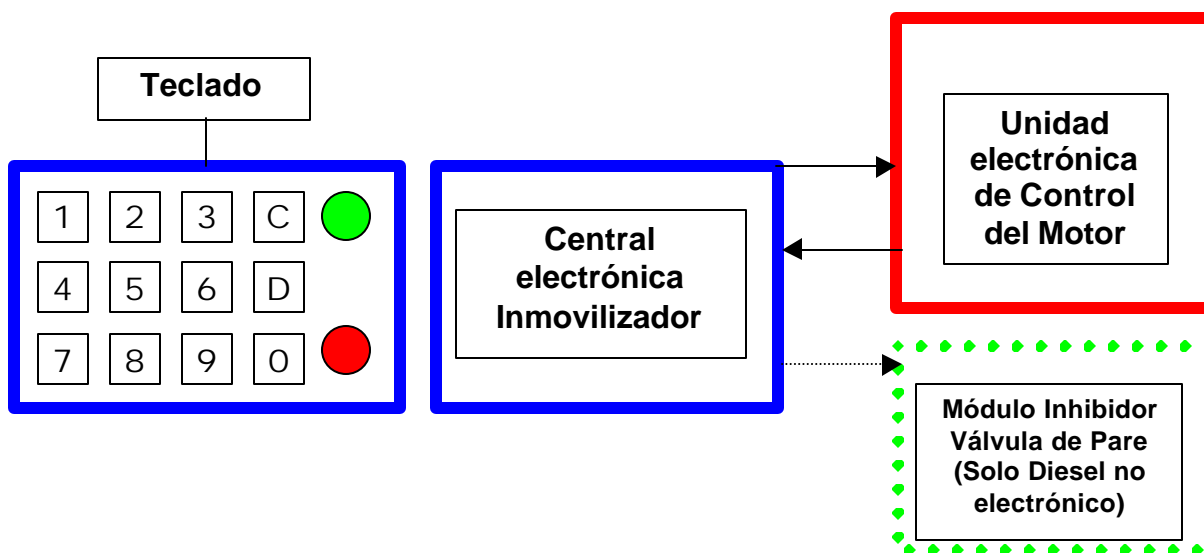 Teclado
1 2 3 C
4 5 6 D
7 8 9 0
Central
electrónica
Inmovilizador
Unidad
electrónica
de Control
del Motor
Módulo Inhibidor
Válvula de Pare
(Solo Diesel no
electrónico)